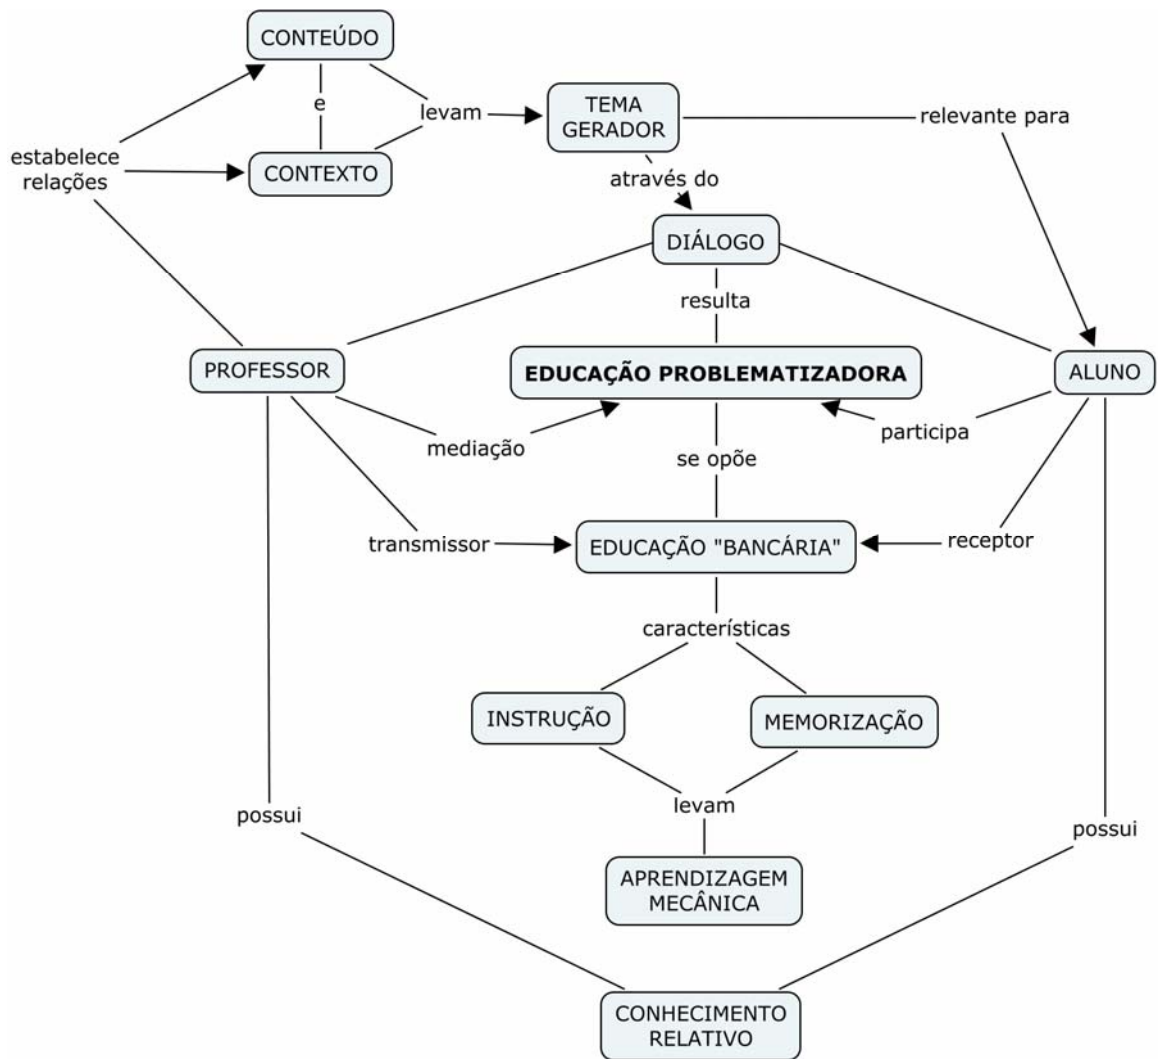 CONTEÚDO
e
levam
TEMA
GERADOR
relevante para
estabelece
relações
CONTEXTO
através do
DIÁLOGO
resulta
PROFESSOR
EDUCAÇÃO PROBLEMATIZADORA
ALUNO
mediação
participa
se opõe
transmissor
EDUCAÇÃO "BANCÁRIA"
receptor
características
INSTRUÇÃO
MEMORIZAÇÃO
levam
possui
possui
APRENDIZAGEM
MECÂNICA
CONHECIMENTO
RELATIVO